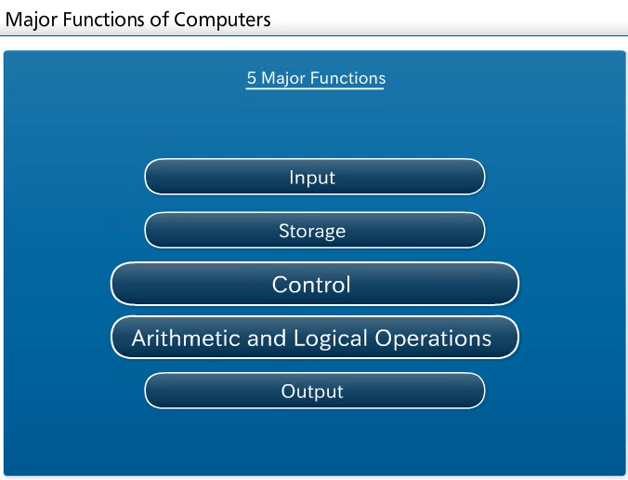 Major Functions of Computers
5 Major Functions
Input
Storage
Control
Arithmetic and Logical Operations
Output